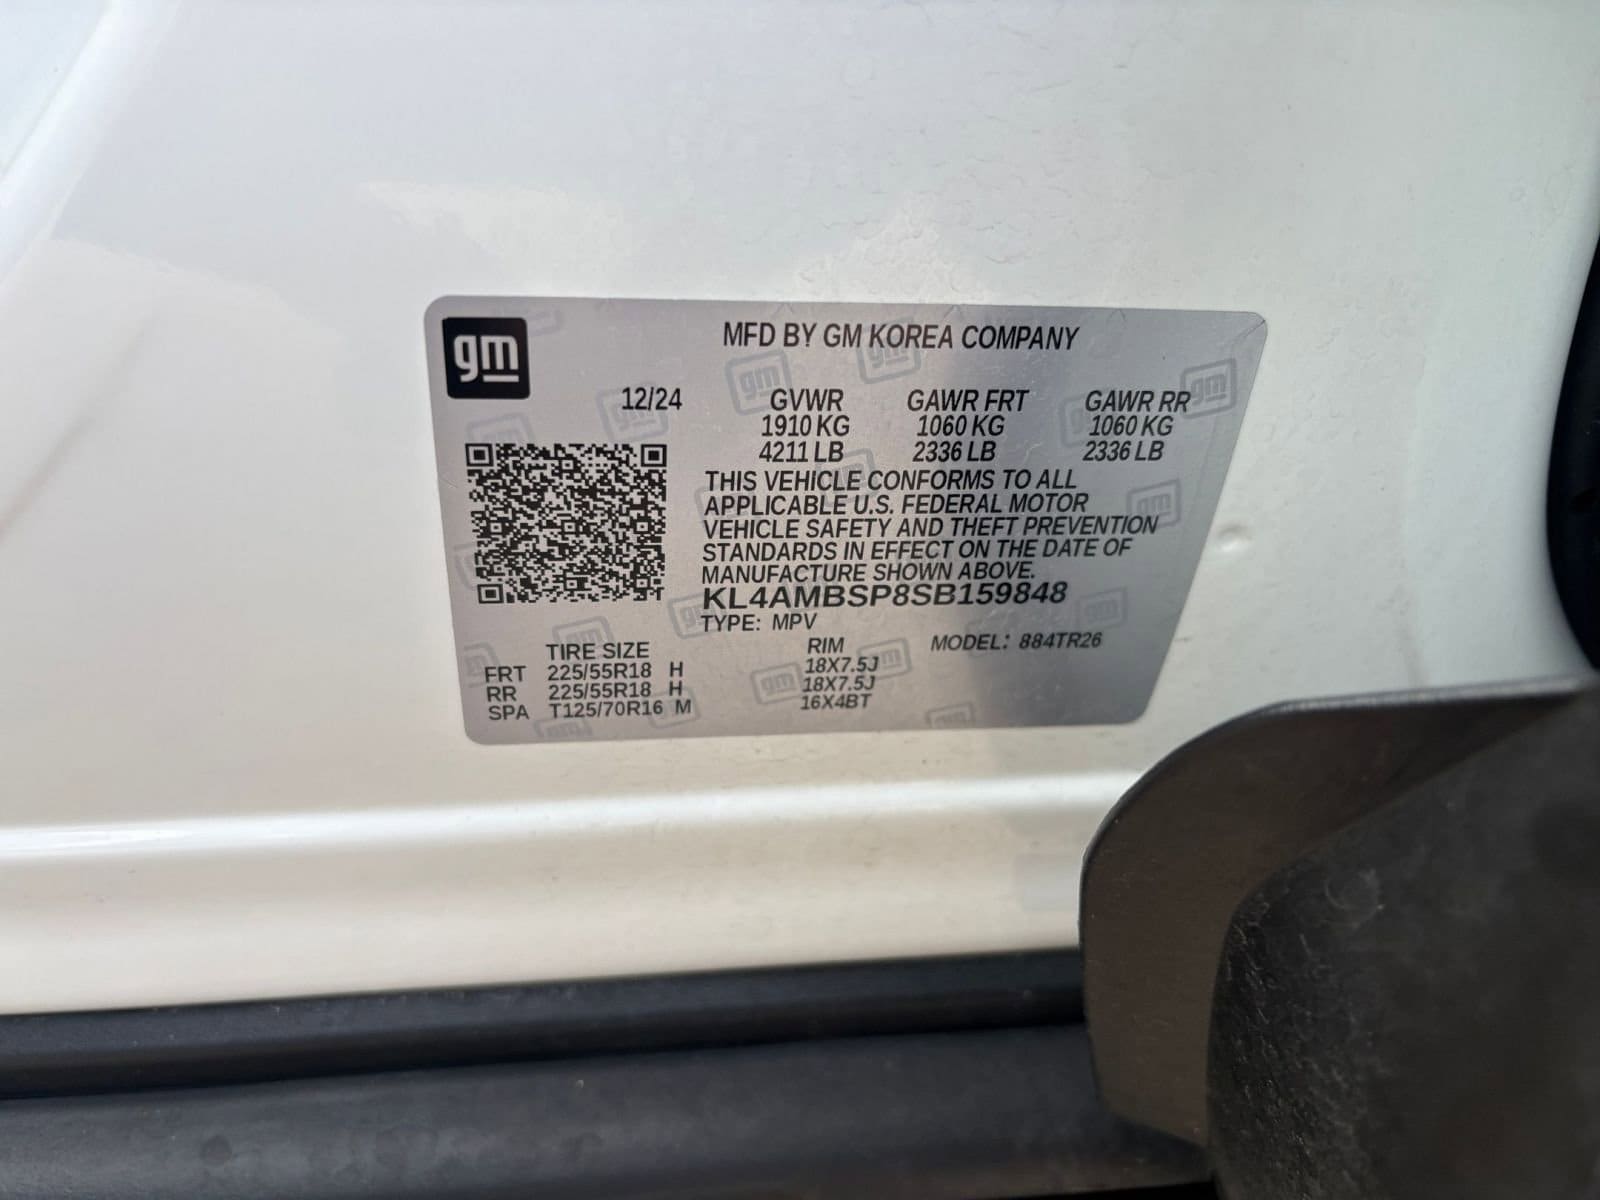 gm
MFD BY GM KOREA COMPANY
12/24 GVWR GAWR FRT GAWR RR
1910 KG 1060 KG 1060 KG
4211 LB 2336 LB 2336 LB
THIS VEHICLE CONFORMS TO ALL
APPLICABLE U.S. FEDERAL MOTOR
VEHICLE SAFETY AND THEFT PREVENTION
STANDARDS IN EFFECT ON THE DATE OF
MANUFACTURE SHOWN ABOVE.
KL4AMBSP8SB159848
TYPE: MPV
TIRE SIZE RIM MODEL: 884TR26
FRT 225/55R18 H 18X7.5J
RR 225/55R18 H 18X7.5J
SPA T125/70R16 M 16X4BT